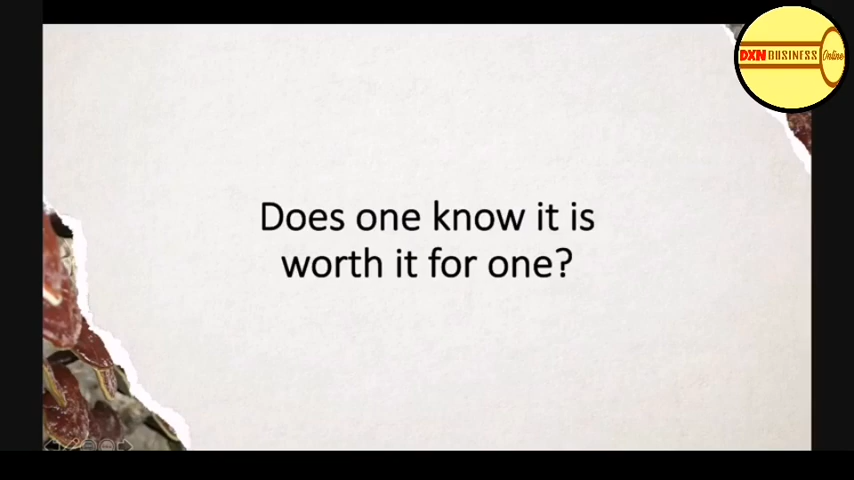 DXN BUSINESS Online
Does one know it is
worth it for one?